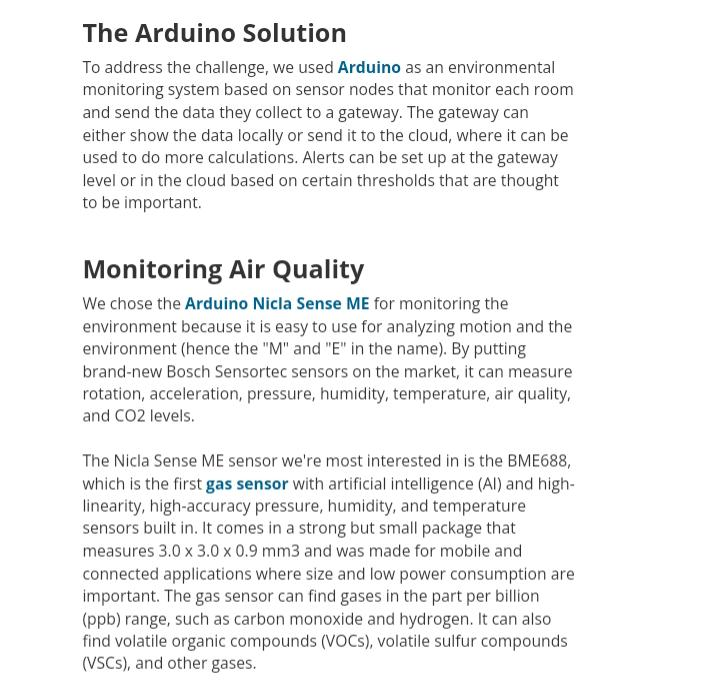 The Arduino Solution
To address the challenge, we used Arduino as an environmental
monitoring system based on sensor nodes that monitor each room
and send the data they collect to a gateway. The gateway can
either show the data locally or send it to the cloud, where it can be
used to do more calculations. Alerts can be set up at the gateway
level or in the cloud based on certain thresholds that are thought
to be important.
Monitoring Air Quality
We chose the Arduino Nicla Sense ME for monitoring the
environment because it is easy to use for analyzing motion and the
environment (hence the "M" and "E" in the name). By putting
brand-new Bosch Sensortec sensors on the market, it can measure
rotation, acceleration, pressure, humidity, temperature, air quality,
and CO2 levels.
The Nicla Sense ME sensor we're most interested in is the BME688,
which is the first gas sensor with artificial intelligence (AI) and high-
linearity, high-accuracy pressure, humidity, and temperature
sensors built in. It comes in a strong but small package that
measures 3.0 x 3.0 x 0.9 mm3 and was made for mobile and
connected applications where size and low power consumption are
important. The gas sensor can find gases in the part per billion
(ppb) range, such as carbon monoxide and hydrogen. It can also
find volatile organic compounds (VOCs), volatile sulfur compounds
(VSCs), and other gases.